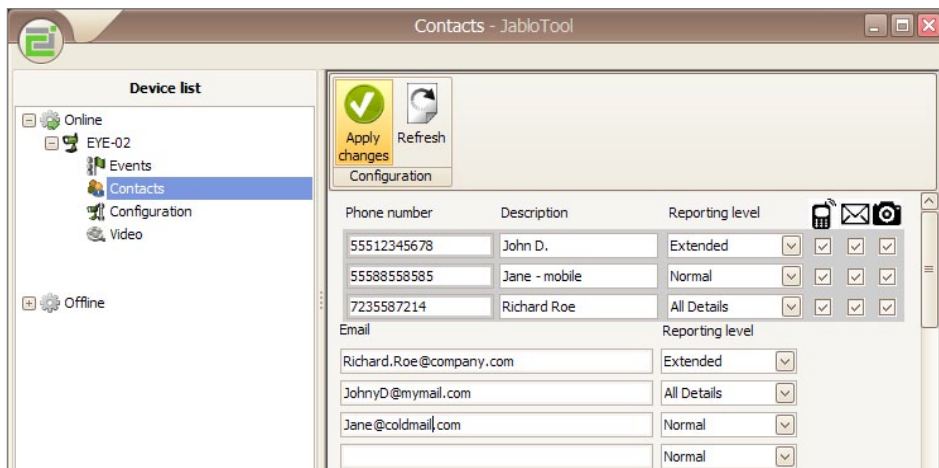 Contacts - JabloTool
Device list
Online
EYE-02
Events
Contacts
Configuration
Video
Offline
Apply changes
Refresh
Configuration
Phone number Description Reporting level
55512345678 John D. Extended
55588558585 Jane - mobile Normal
7235587214 Richard Roe All Details
Email Reporting level
Richard.Roe@company.com Extended
JohnyD@mymail.com All Details
Jane@coldmail.com Normal
Normal